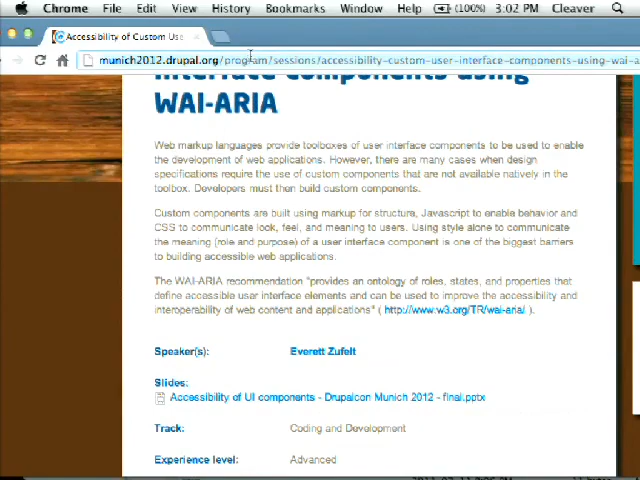 Chrome File Edit View History Bookmarks Window Help (100%) 3:02 PM Cleaver
Accessibility of Custom Use
munich2012.drupal.org/program/sessions/accessibility-custom-user-interface-components-using-wai-a
Interface Components using
WAI-ARIA
Web markup languages provide toolboxes of user interface components to be used to enable
the development of web applications. However, there are many cases when design
specifications require the use of custom components that are not available natively in the
toolbox. Developers must then build custom components.
Custom components are built using markup for structure, Javascript to enable behavior and
CSS to communicate look, feel, and meaning to users. Using style alone to communicate
the meaning (role and purpose) of a user interface component is one of the biggest barriers
to building accessible web applications.
The WAI-ARIA recommendation "provides an ontology of roles, states, and properties that
define accessible user interface elements and can be used to improve the accessibility and
interoperability of web content and applications" ( http://www.w3.org/TR/wai-aria/ ).
Speaker(s): Everett Zufelt
Slides:
Accessibility of UI components - Drupalcon Munich 2012 - final.pptx
Track: Coding and Development
Experience level: Advanced